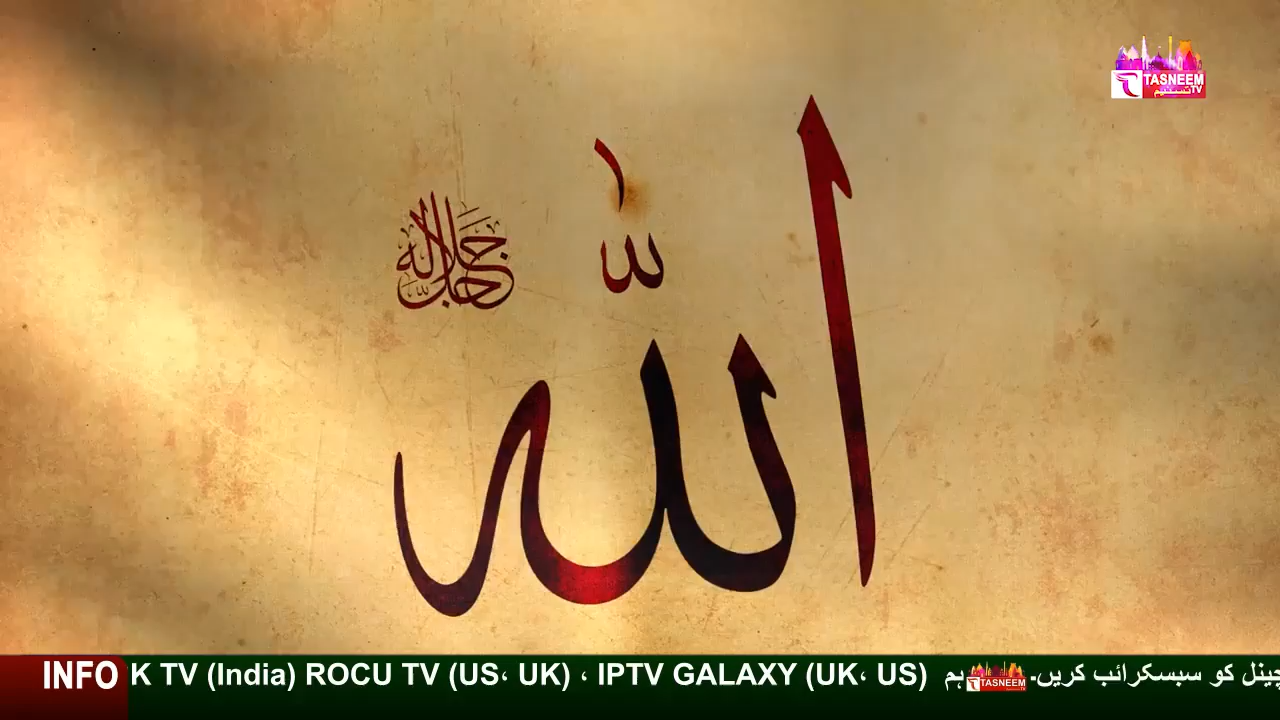 TASNEEM
تسنیم TV
الله
جل جلاله
INFO
K TV (India) ROCU TV (US، UK) ، IPTV GALAXY (UK، US)
چینل کو سبسکرائب کریں۔ TASNEEM ہم